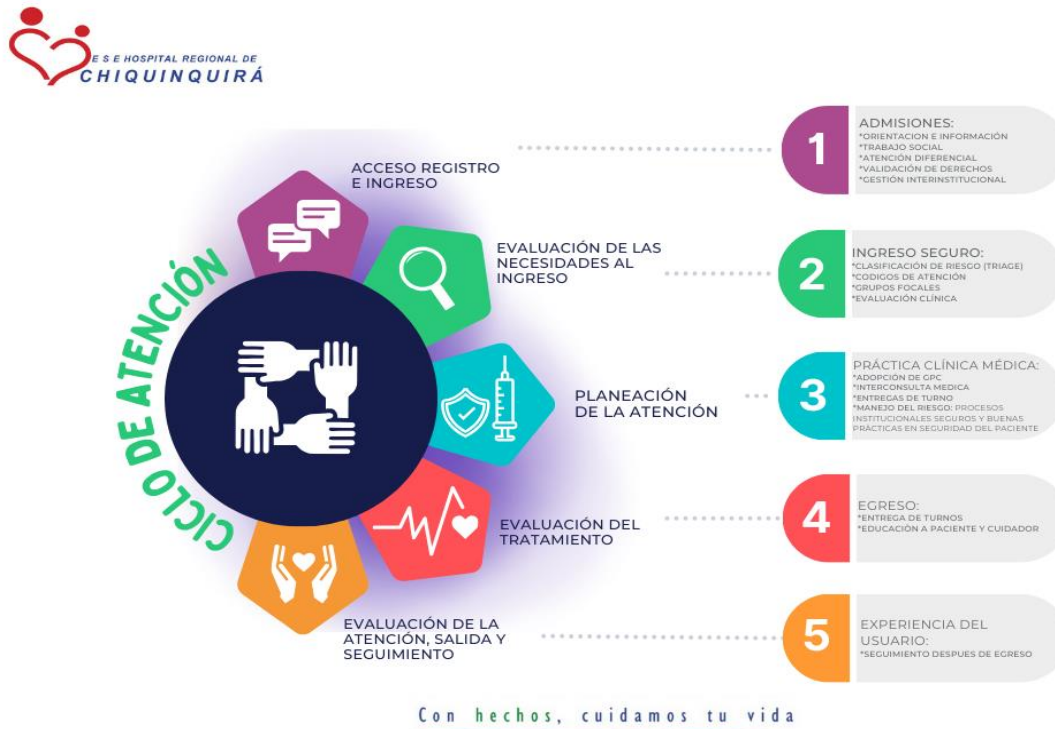 E S E HOSPITAL REGIONAL DE
CHIQUINQUIRÁ
CICLO DE ATENCIÓN
ACCESO REGISTRO
E INGRESO
1
ADMISIONES:
*ORIENTACION E INFORMACIÓN
*TRABAJO SOCIAL
*ATENCIÓN DIFERENCIAL
*VALIDACIÓN DE DERECHOS
*GESTIÓN INTERINSTITUCIONAL
EVALUACIÓN DE LAS
NECESIDADES AL
INGRESO
2
INGRESO SEGURO:
*CLASIFICACIÓN DE RIESGO (TRIAGE)
*CODIGOS DE ATENCIÓN
*GRUPOS FOCALES
*EVALUACIÓN CLÍNICA
PLANEACIÓN
DE LA ATENCIÓN
3
PRÁCTICA CLÍNICA MÉDICA:
*ADOPCIÓN DE GPC
*INTERCONSULTA MEDICA
*ENTREGAS DE TURNO
*MANEJO DEL RIESGO: PROCESOS
INSTITUCIONALES SEGUROS Y BUENAS
PRÁCTICAS EN SEGURIDAD DEL PACIENTE
EVALUACIÓN DEL
TRATAMIENTO
4
EGRESO:
*ENTREGA DE TURNOS
*EDUCACIÓN A PACIENTE Y CUIDADOR
EVALUACIÓN DE LA
ATENCIÓN, SALIDA Y
SEGUIMIENTO
5
EXPERIENCIA DEL
USUARIO:
*SEGUIMIENTO DESPUES DE EGRESO
Con hechos, cuidamos tu vida